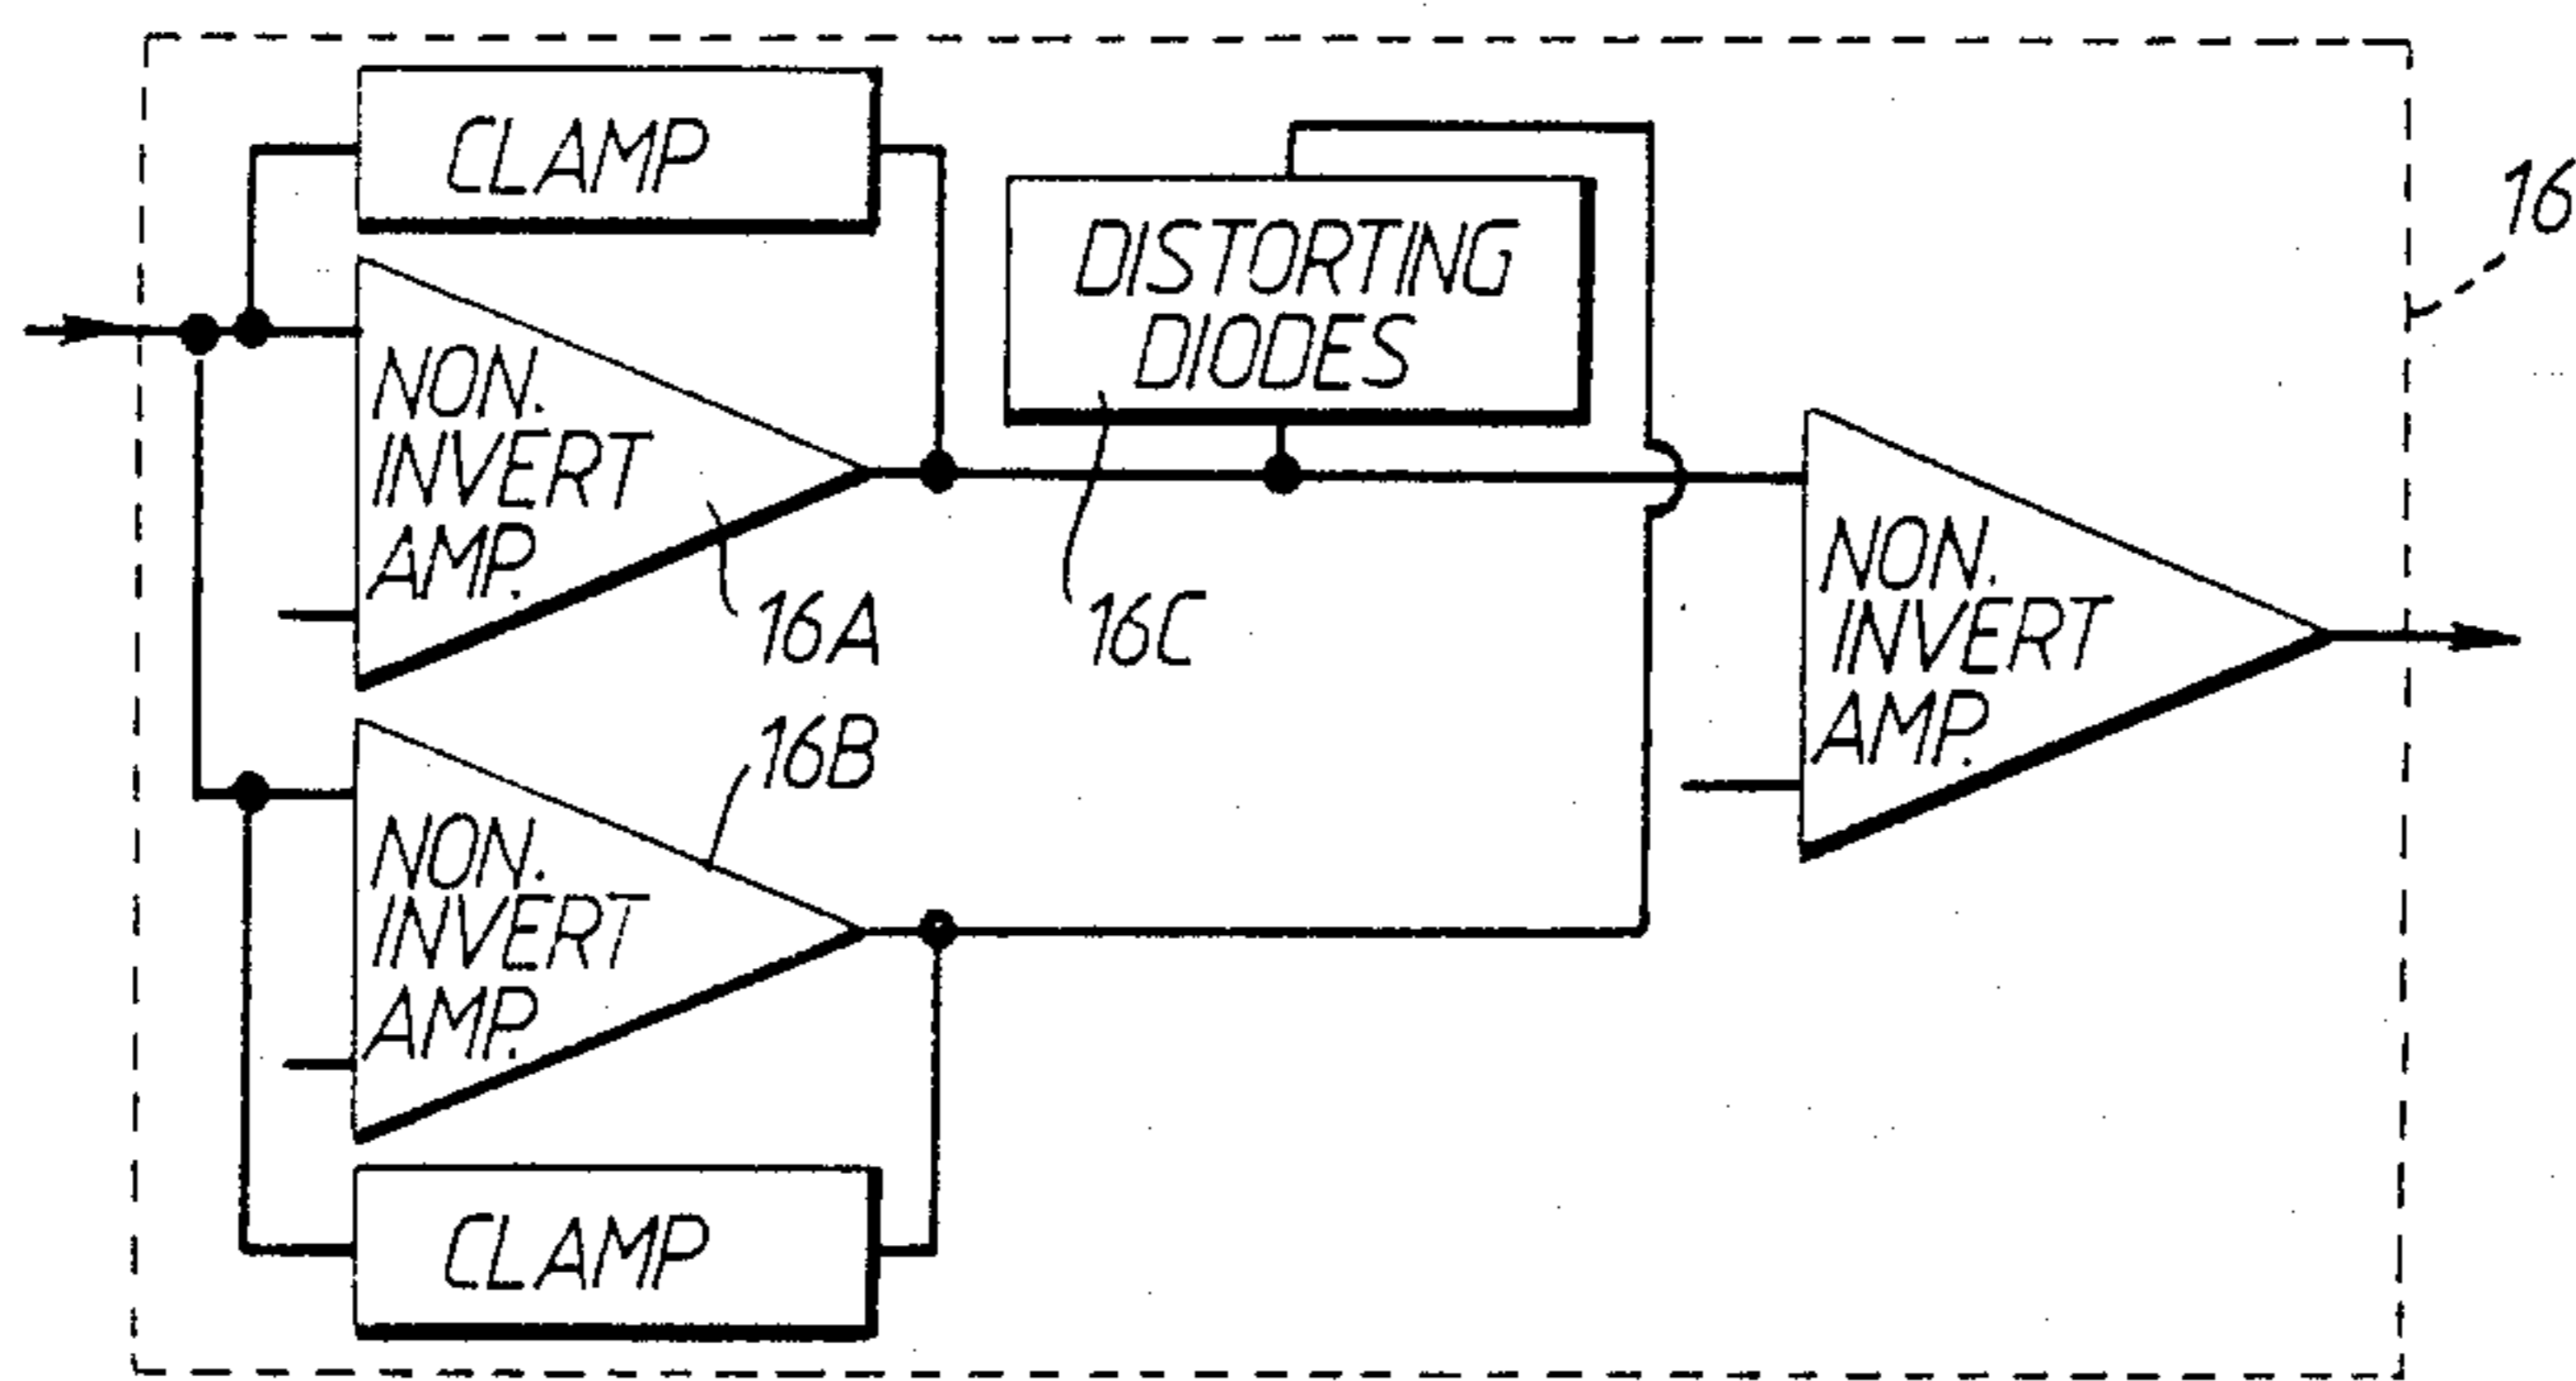 CLAMP
DISTORTING
DIODES
16
NON.
INVERT
AMP.
16A
16C
NON.
INVERT
AMP.
16B
NON.
INVERT
AMP.
CLAMP